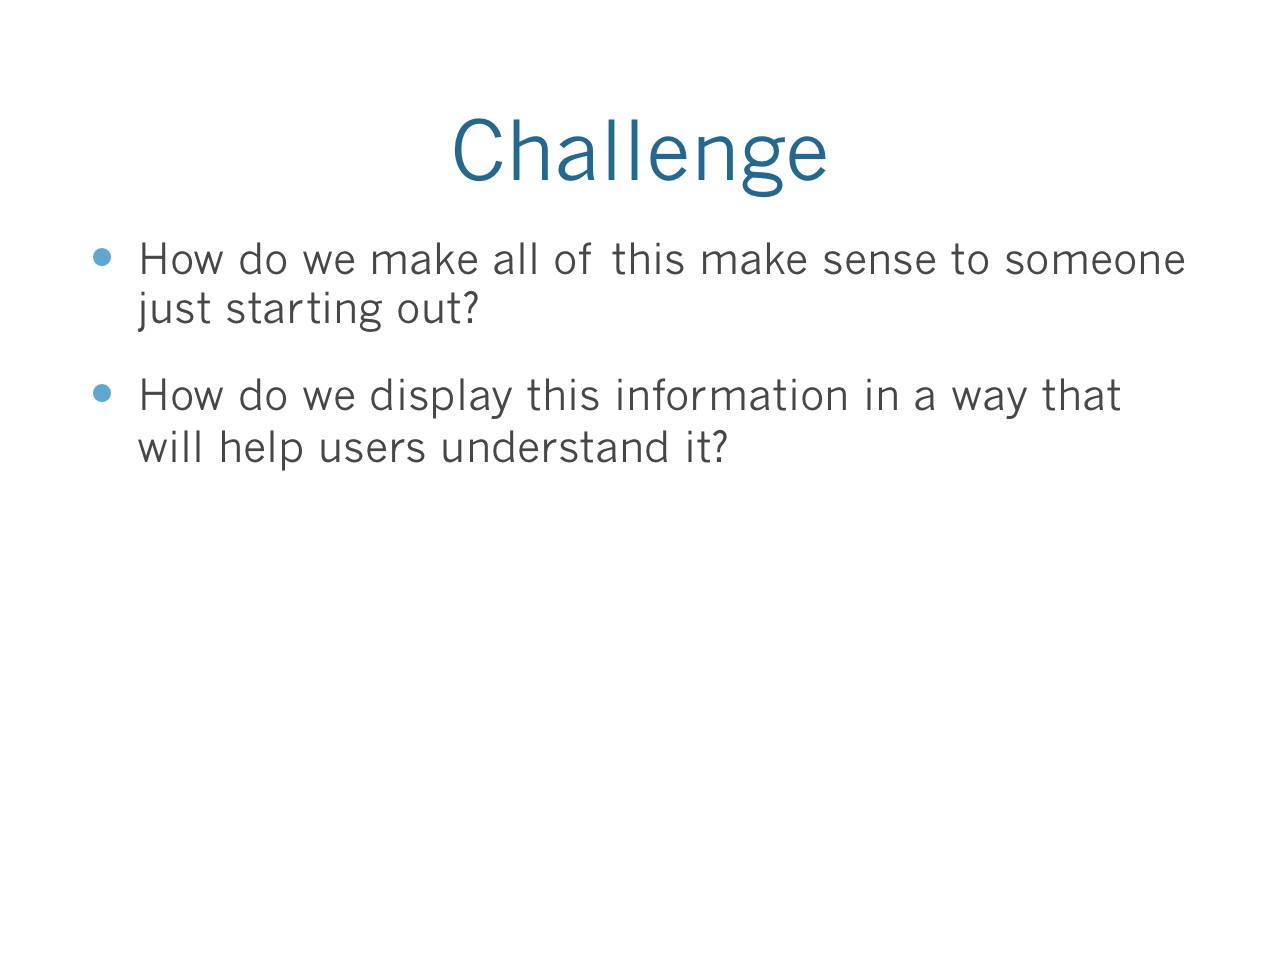 Challenge
• How do we make all of this make sense to someone
just starting out?
• How do we display this information in a way that
will help users understand it?